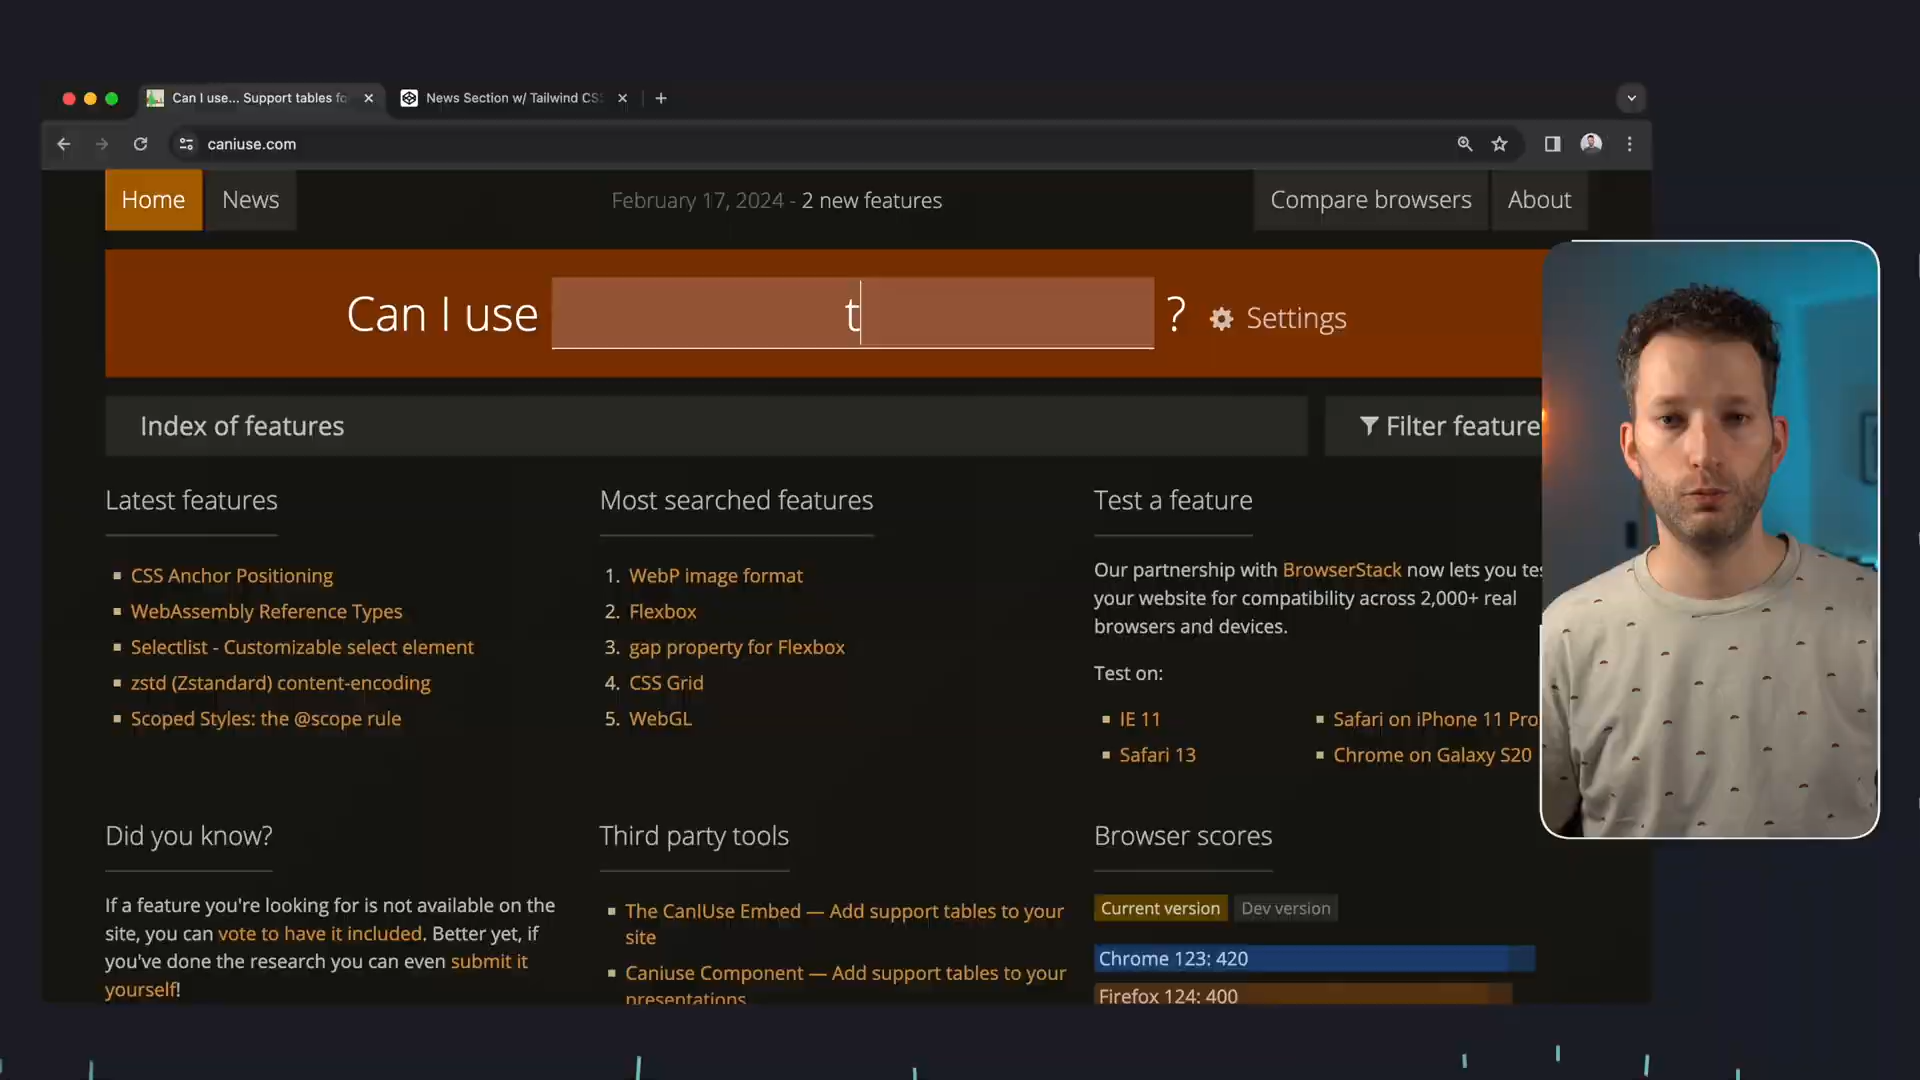 Can I use... Support tables fo
News Section w/ Tailwind CSS
caniuse.com
Home
News
February 17, 2024 - 2 new features
Compare browsers
About
Can I use t ?
Settings
Index of features
Filter feature
Latest features
CSS Anchor Positioning
WebAssembly Reference Types
Selectlist - Customizable select element
zstd (Zstandard) content-encoding
Scoped Styles: the @scope rule
Most searched features
1. WebP image format
2. Flexbox
3. gap property for Flexbox
4. CSS Grid
5. WebGL
Test a feature
Our partnership with BrowserStack now lets you tes
your website for compatibility across 2,000+ real
browsers and devices.
Test on:
IE 11
Safari 13
Safari on iPhone 11 Pro
Chrome on Galaxy S20
Did you know?
If a feature you're looking for is not available on the
site, you can vote to have it included. Better yet, if
you've done the research you can even submit it
yourself!
Third party tools
The CanIUse Embed — Add support tables to your
site
Caniuse Component — Add support tables to your
presentations
Browser scores
Current version
Dev version
Chrome 123: 420
Firefox 124: 400